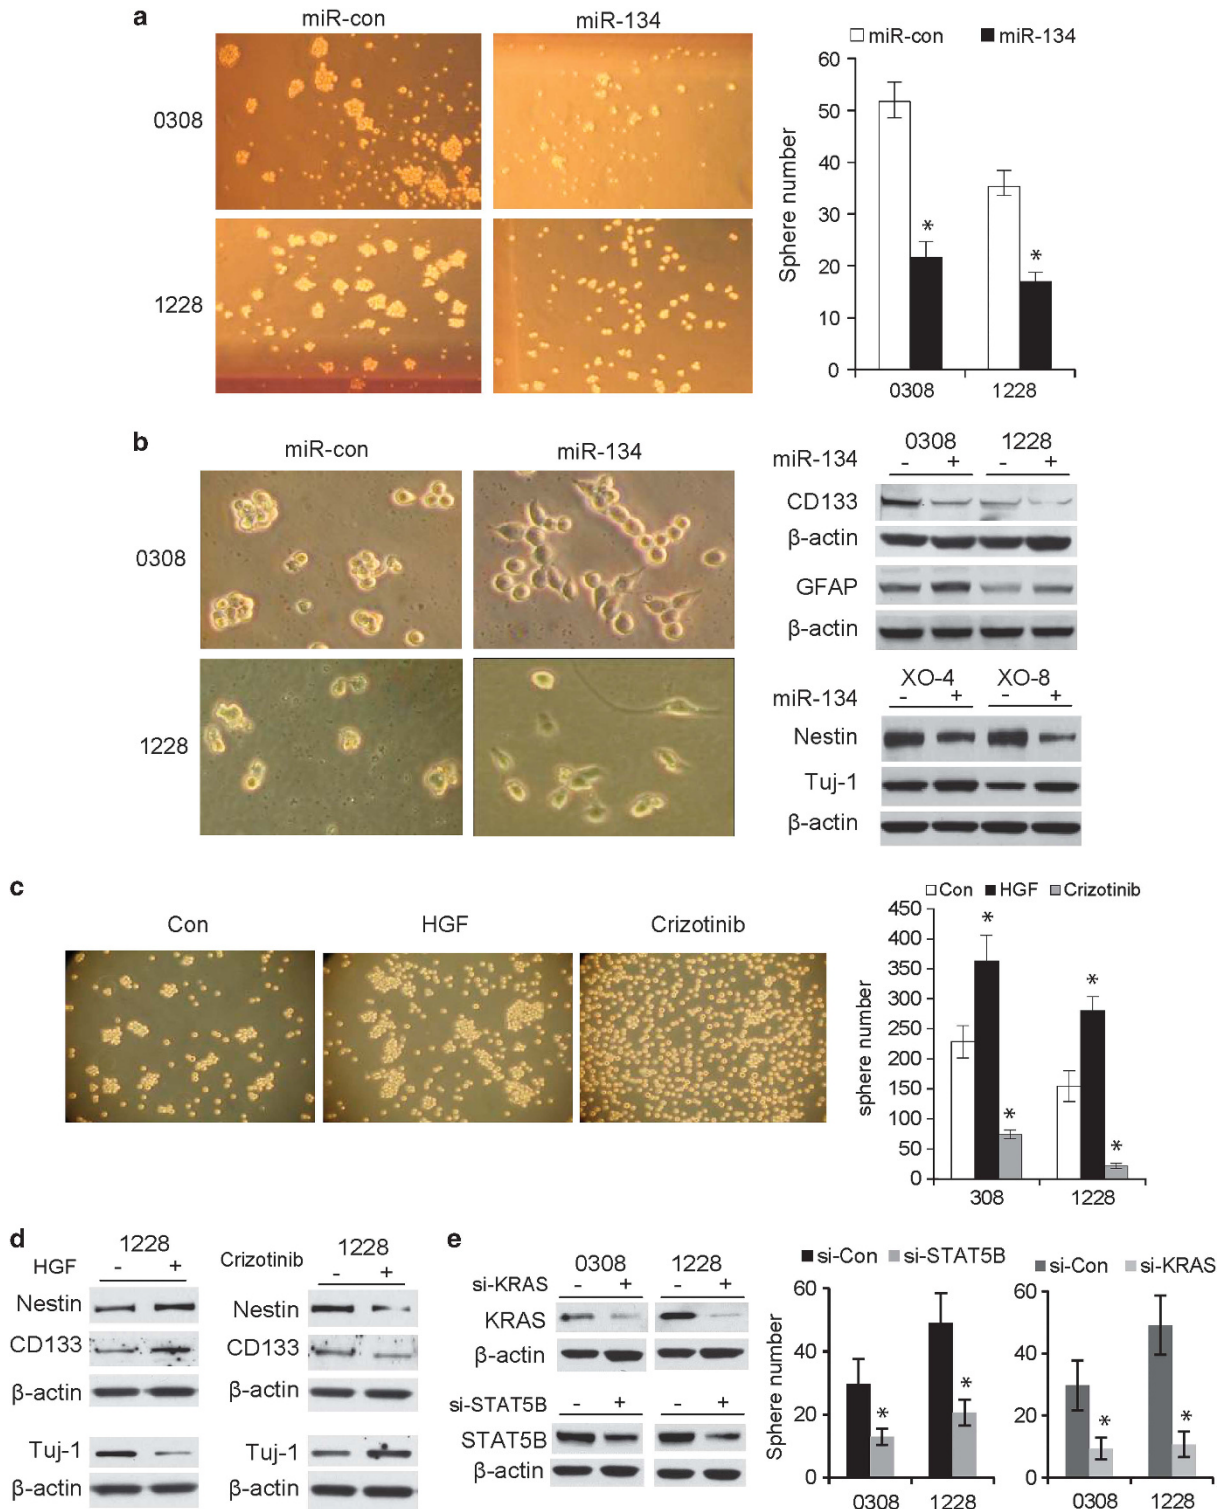 a
miR-con
miR-134
0308
1228
miR-con
miR-134
Sphere number
60
50
40
30
20
10
0
*
*
0308
1228
b
miR-con
miR-134
0308
1228
0308
1228
miR-134
-
+
-
+
CD133
β-actin
GFAP
β-actin
XO-4
XO-8
miR-134
-
+
-
+
Nestin
Tuj-1
β-actin
c
Con
HGF
Crizotinib
Con
HGF
Crizotinib
sphere number
450
400
350
300
250
200
150
100
50
0
*
*
*
*
308
1228
d
1228
HGF
-
+
Nestin
CD133
β-actin
Tuj-1
β-actin
1228
Crizotinib
-
+
Nestin
CD133
β-actin
Tuj-1
β-actin
e
0308
1228
si-KRAS
-
+
-
+
KRAS
β-actin
si-STAT5B
-
+
-
+
STAT5B
β-actin
si-Con
si-STAT5B
Sphere number
60
40
20
0
*
*
0308
1228
si-Con
si-KRAS
60
40
20
0
*
*
0308
1228